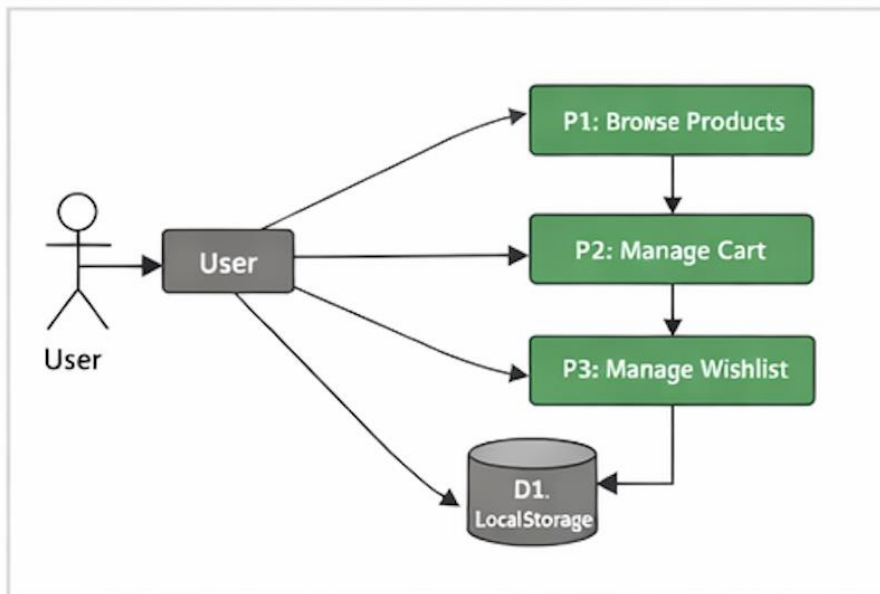 User
User
P1: Browse Products
P2: Manage Cart
P3: Manage Wishlist
D1.
LocalStorage